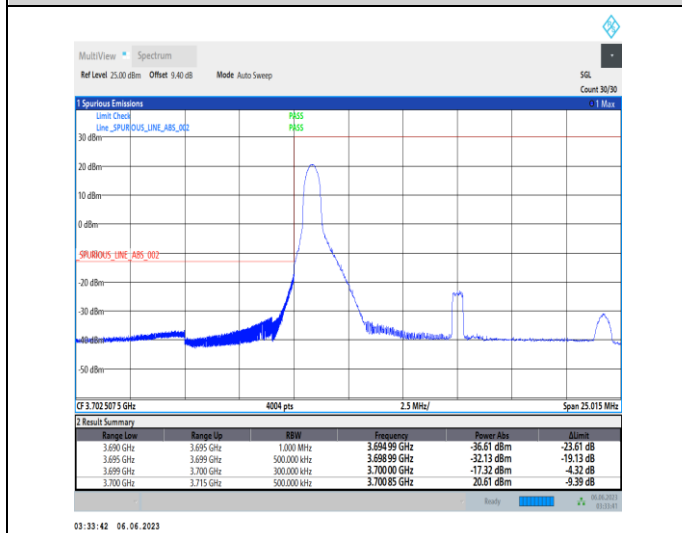 MultiView Spectrum
Ref Level 25.00 dBm Offset 9.40 dB Mode Auto Sweep SGL
Count 30/30
1 Spurious Emissions 1 Max
Limit Check PASS
Line _SPURIOUS_LINE_ABS_002 PASS
30 dBm
20 dBm
10 dBm
0 dBm
_SPURIOUS_LINE_ABS_002
-20 dBm
-30 dBm
-40 dBm
-50 dBm
CF 3.702 507 5 GHz 4004 pts 2.5 MHz/ Span 25.015 MHz
2 Result Summary
Range Low Range Up RBW Frequency Power Abs ΔLimit
3.690 GHz 3.695 GHz 1.000 MHz 3.694 99 GHz -36.61 dBm -23.61 dB
3.695 GHz 3.699 GHz 500.000 kHz 3.698 99 GHz -32.13 dBm -19.13 dB
3.699 GHz 3.700 GHz 300.000 kHz 3.700 00 GHz -17.32 dBm -4.32 dB
3.700 GHz 3.715 GHz 500.000 kHz 3.700 85 GHz 20.61 dBm -9.39 dB
Ready 06.06.2023
03:33:41
03:33:42 06.06.2023